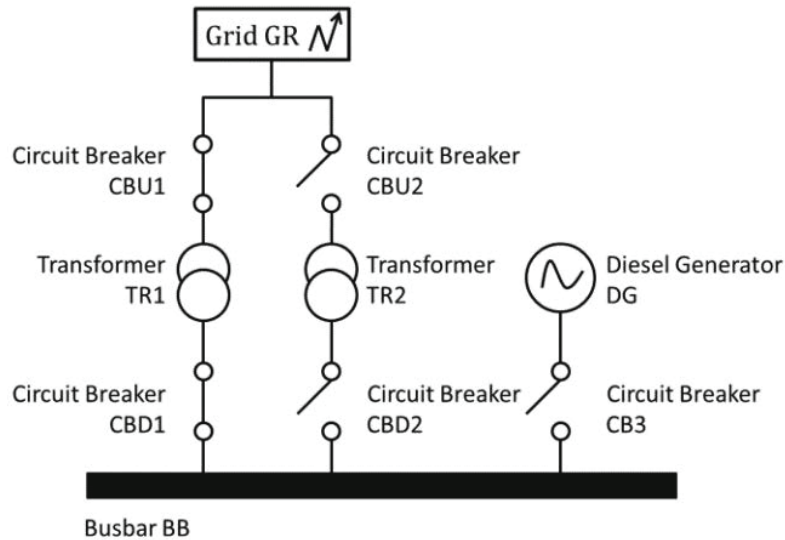 Grid GR
Circuit Breaker
CBU1
Circuit Breaker
CBU2
Transformer
TR1
Transformer
TR2
Diesel Generator
DG
Circuit Breaker
CBD1
Circuit Breaker
CBD2
Circuit Breaker
CB3
Busbar BB